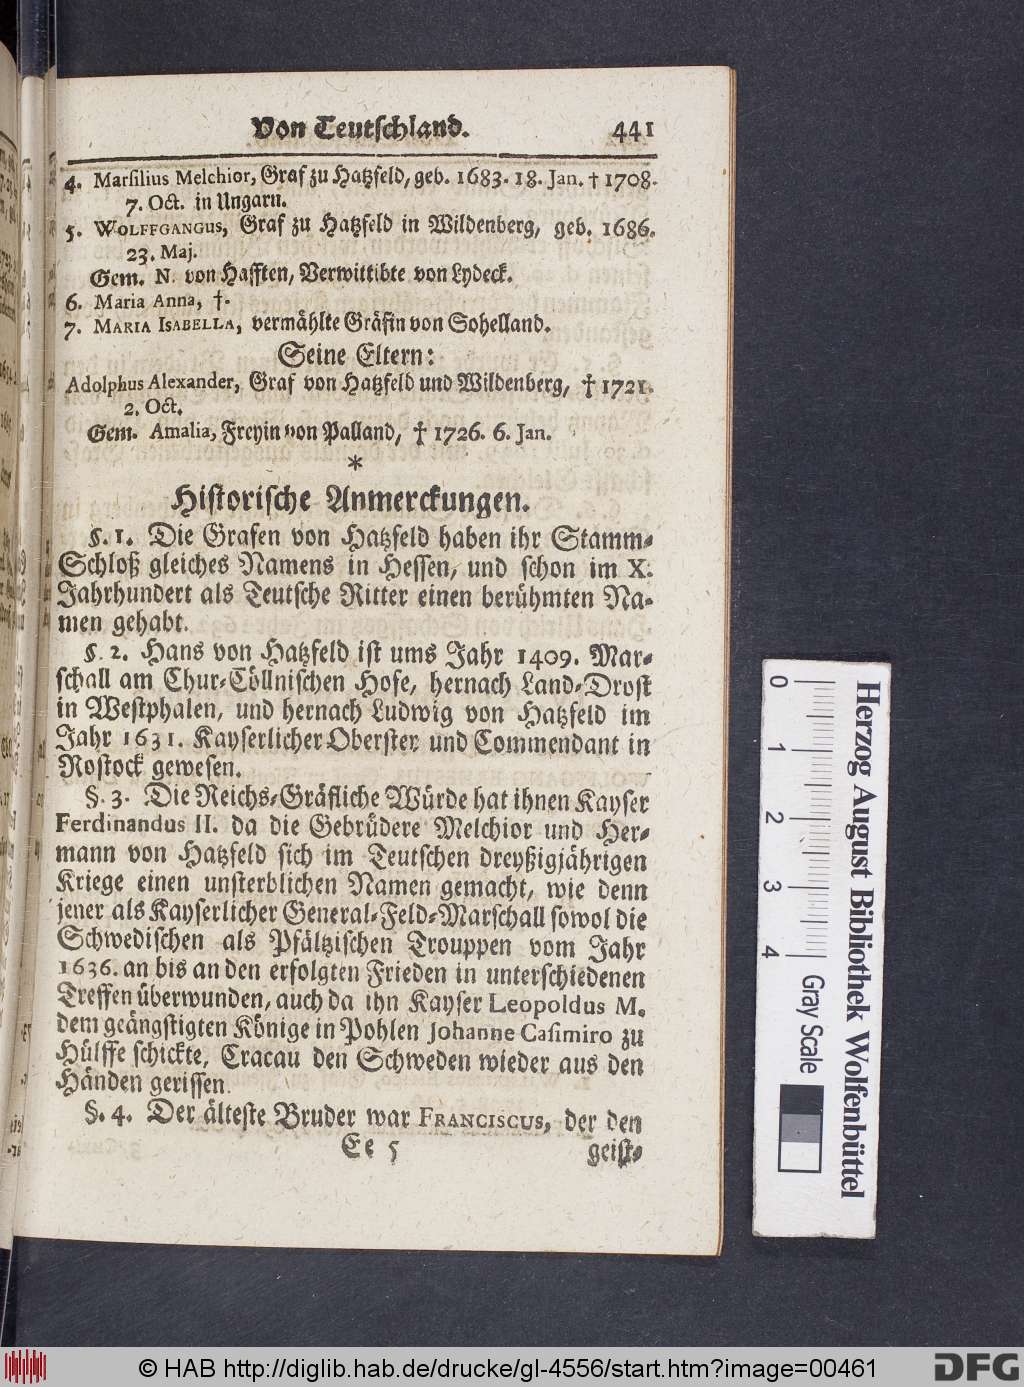 Von Teutschland. 441
4. Marsilius Melchior, Graf zu Hatzfeld, geb. 1683. 18. Jan. † 1708.
7. Oct. in Ungarn.
5. WOLFFGANGUS, Graf zu Hatzfeld in Wildenberg, geb. 1686.
23. Maj.
Gem. N. von Hafften, Verwittibte von Lydeck.
6. Maria Anna, †.
7. MARIA ISABELLA, vermählte Gräfin von Sohelland.
Seine Eltern:
Adolphus Alexander, Graf von Hatzfeld und Wildenberg, † 1721.
2. Oct.
Gem. Amalia, Freyin von Palland, † 1726. 6. Jan.
*
Historische Anmerckungen.
§. 1. Die Grafen von Hatzfeld haben ihr Stamm-
Schloß gleiches Namens in Hessen, und schon im X.
Jahrhundert als Teutsche Ritter einen berühmten Na-
men gehabt.
§. 2. Hans von Hatzfeld ist ums Jahr 1409. Mar-
schall am Chur-Cöllnischen Hofe, hernach Land-Drost
in Westphalen, und hernach Ludwig von Hatzfeld im
Jahr 1631. Kayserlicher Oberster und Commendant in
Rostock gewesen.
§. 3. Die Reichs-Gräfliche Würde hat ihnen Kayser
Ferdinandus II. da die Gebrüdere Melchior und Her-
mann von Hatzfeld sich im Teutschen dreyßigjährigen
Kriege einen unsterblichen Namen gemacht, wie denn
jener als Kayserlicher General-Feld-Marschall sowol die
Schwedischen als Pfältzischen Trouppen vom Jahr
1636. an bis an den erfolgten Frieden in unterschiedenen
Treffen überwunden, auch da ihn Kayser Leopoldus M.
dem geängstigten Könige in Pohlen Johanne Casimiro zu
Hülffe schickte, Cracau den Schweden wieder aus den
Händen gerissen.
§. 4. Der älteste Bruder war FRANCISCUS, der den
Ee 5 geist-
0 1 2 3 4
Gray Scale
Herzog August Bibliothek Wolfenbüttel
© HAB http://diglib.hab.de/drucke/gl-4556/start.htm?image=00461
DFG